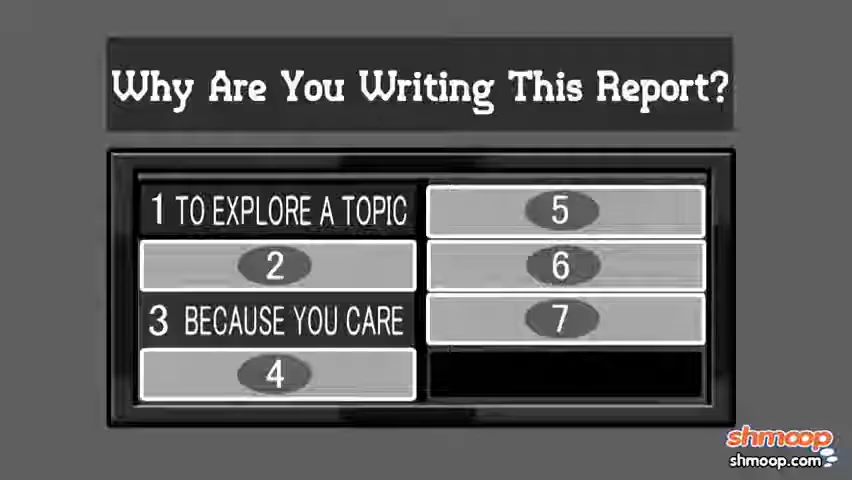 Why Are You Writing This Report?
1 TO EXPLORE A TOPIC
2
3 BECAUSE YOU CARE
4
5
6
7
shmoop
shmoop.com